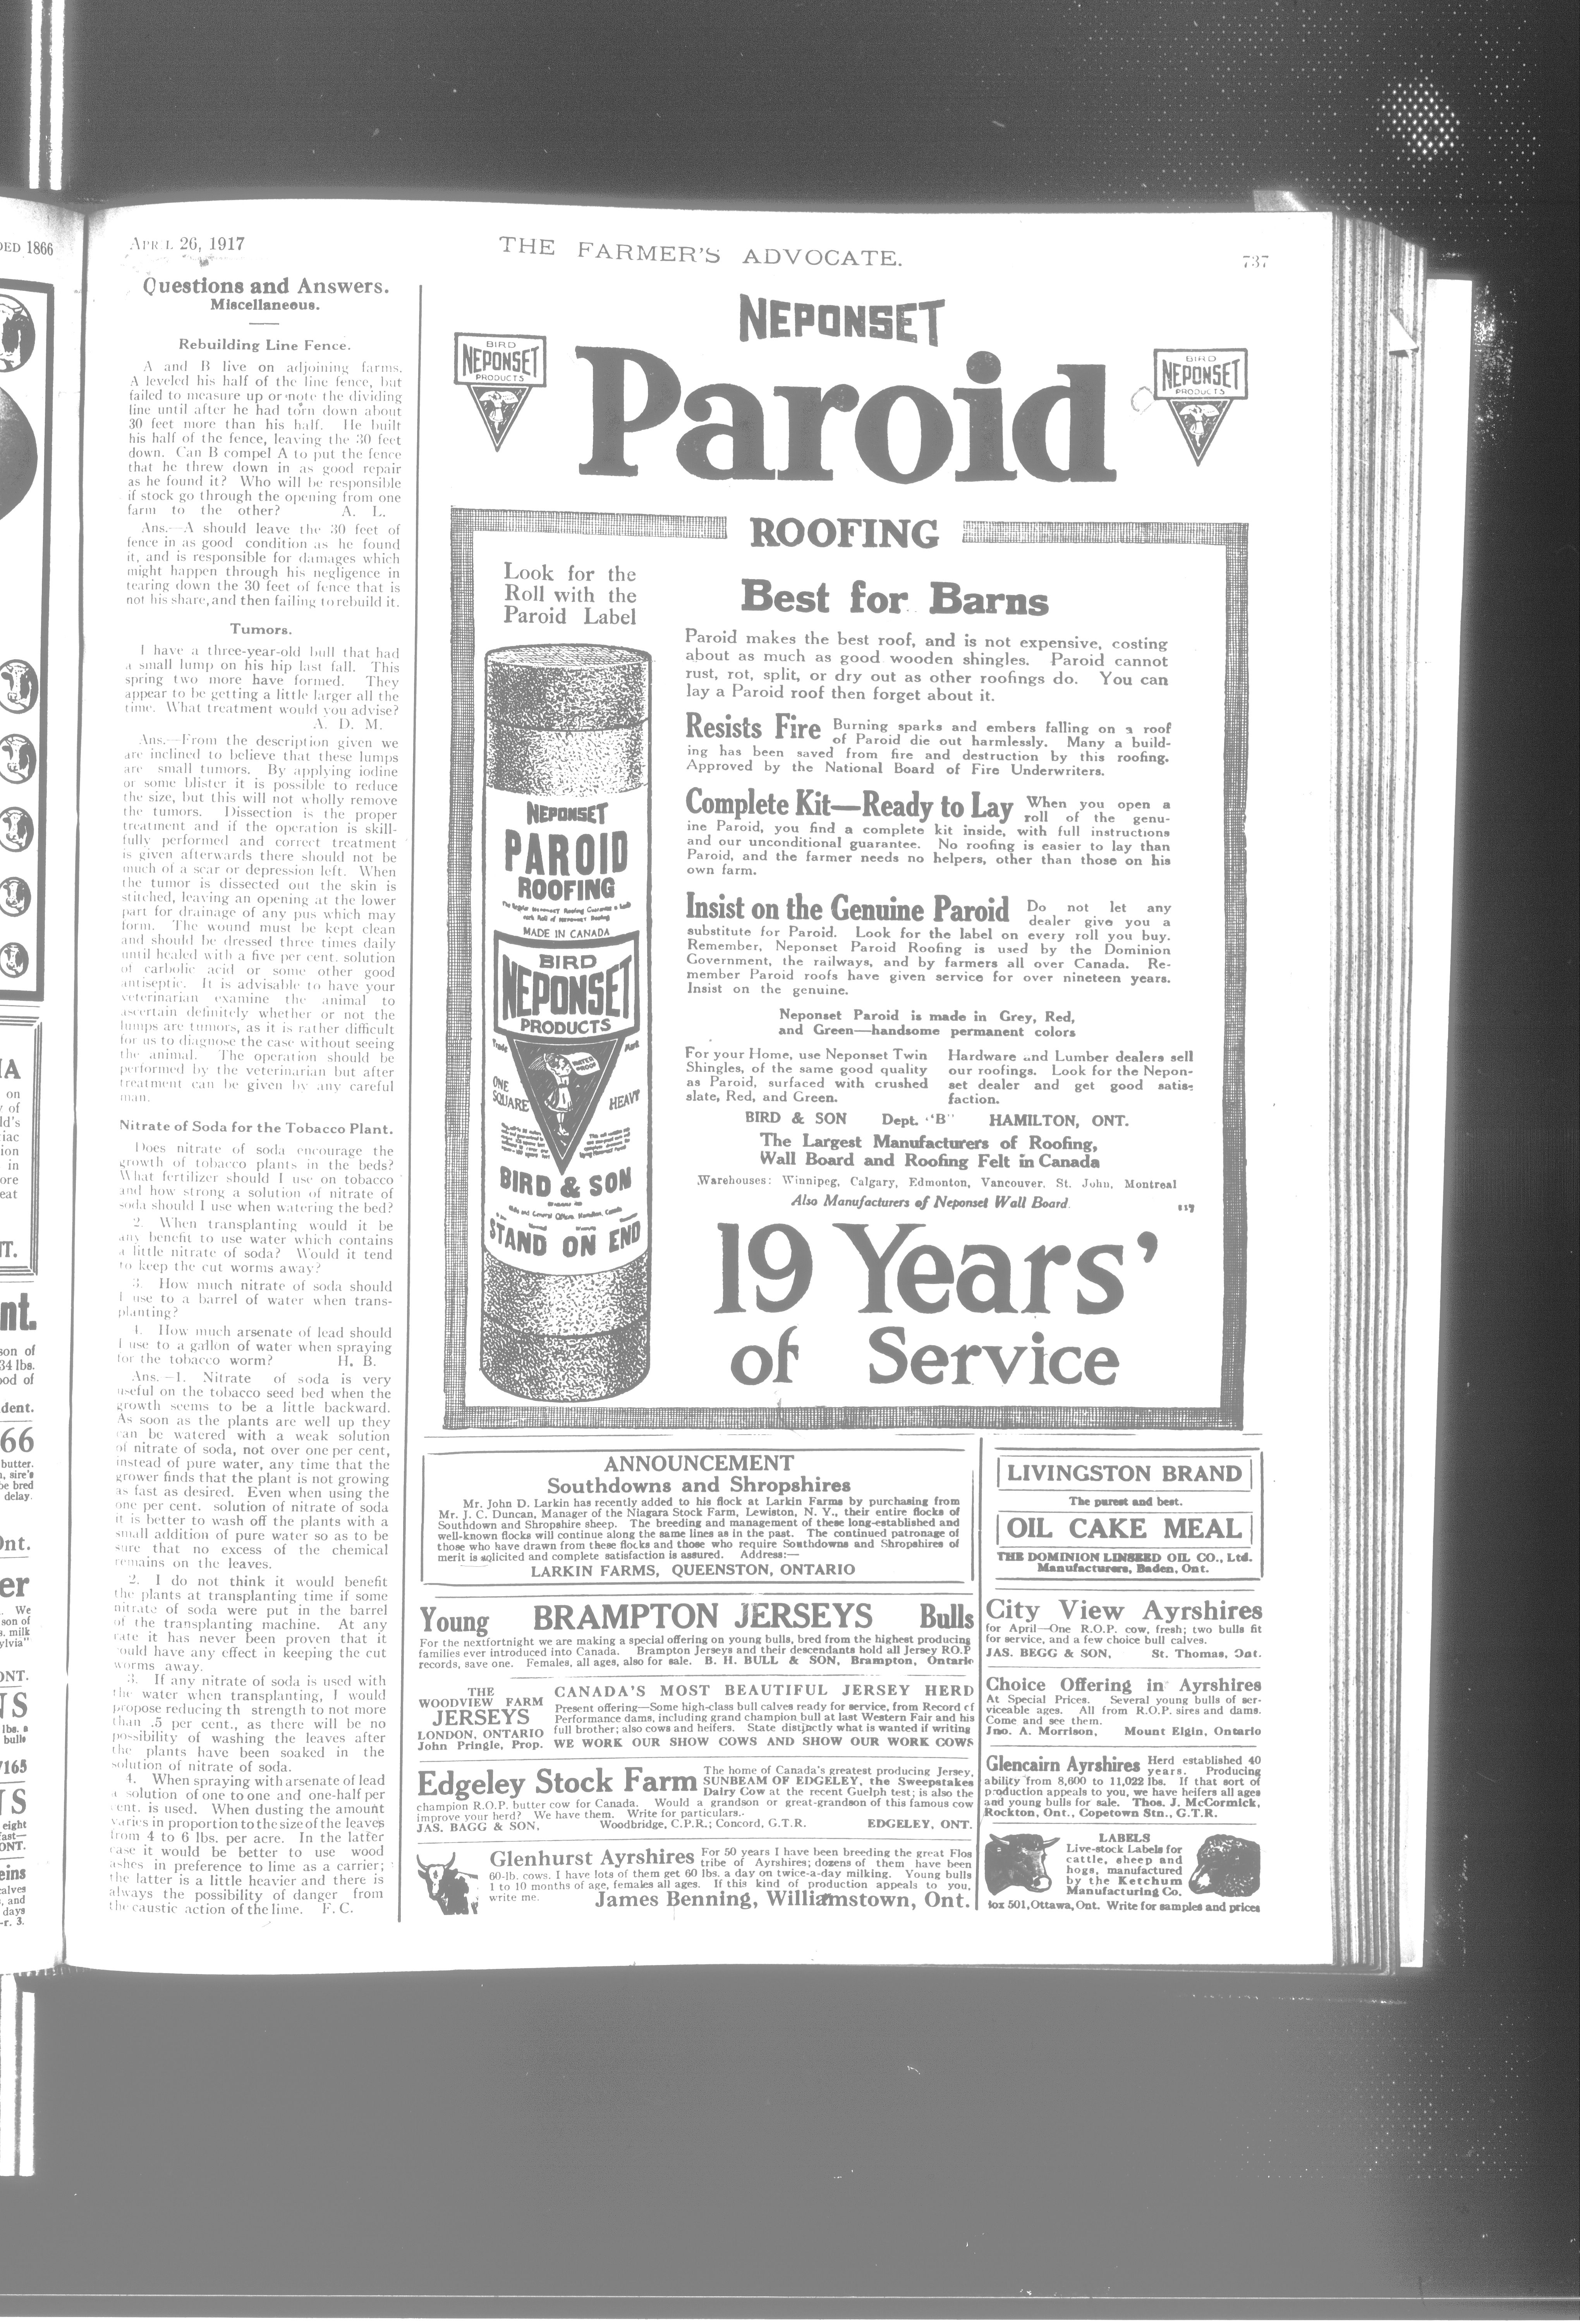 DED 1866
APRIL 26, 1917
THE FARMER'S ADVOCATE.
737
Questions and Answers.
Miscellaneous.
Rebuilding Line Fence.
A and B live on adjoining farms.
A leveled his half of the line fence, but
failed to measure up or note the dividing
line until after he had torn down about
30 feet more than his half. He built
his half of the fence, leaving the 30 feet
down. Can B compel A to put the fence
that he threw down in as good repair
as he found it? Who will be responsible
if stock go through the opening from one
farm to the other? A. L.
Ans.—A should leave the 30 feet of
fence in as good condition as he found
it, and is responsible for damages which
might happen through his negligence in
tearing down the 30 feet of fence that is
not his share, and then failing to rebuild it.
Tumors.
I have a three-year-old bull that had
a small lump on his hip last fall. This
spring two more have formed. They
appear to be getting a little larger all the
time. What treatment would you advise?
A. D. M.
Ans.—From the description given we
are inclined to believe that these lumps
are small tumors. By applying iodine
or some blister it is possible to reduce
the size, but this will not wholly remove
the tumors. Dissection is the proper
treatment and if the operation is skill-
fully performed and correct treatment
is given afterwards there should not be
much of a scar or depression left. When
the tumor is dissected out the skin is
stitched, leaving an opening at the lower
part for drainage of any pus which may
form. The wound must be kept clean
and should be dressed three times daily
until healed with a five per cent. solution
of carbolic acid or some other good
antiseptic. It is advisable to have your
veterinarian examine the animal to
ascertain definitely whether or not the
lumps are tumors, as it is rather difficult
for us to diagnose the case without seeing
the animal. The operation should be
performed by the veterinarian but after
treatment can be given by any careful
man.
Nitrate of Soda for the Tobacco Plant.
Does nitrate of soda encourage the
growth of tobacco plants in the beds?
What fertilizer should I use on tobacco
and how strong a solution of nitrate of
soda should I use when watering the bed?
2. When transplanting would it be
any benefit to use water which contains
a little nitrate of soda? Would it tend
to keep the cut worms away?
3. How much nitrate of soda should
I use to a barrel of water when trans-
planting?
4. How much arsenate of lead should
I use to a gallon of water when spraying
for the tobacco worm? H. B.
Ans.—1. Nitrate of soda is very
useful on the tobacco seed bed when the
growth seems to be a little backward.
As soon as the plants are well up they
can be watered with a weak solution
of nitrate of soda, not over one per cent,
instead of pure water, any time that the
grower finds that the plant is not growing
as fast as desired. Even when using the
one per cent. solution of nitrate of soda
it is better to wash off the plants with a
small addition of pure water so as to be
sure that no excess of the chemical
remains on the leaves.
2. I do not think it would benefit
the plants at transplanting time if some
nitrate of soda were put in the barrel
of the transplanting machine. At any
rate it has never been proven that it
could have any effect in keeping the cut
worms away.
3. If any nitrate of soda is used with
the water when transplanting, I would
propose reducing th strength to not more
than .5 per cent., as there will be no
possibility of washing the leaves after
the plants have been soaked in the
solution of nitrate of soda.
4. When spraying with arsenate of lead
a solution of one to one and one-half per
cent. is used. When dusting the amount
varies in proportion to the size of the leaves
from 4 to 6 lbs. per acre. In the latter
case it would be better to use wood
ashes in preference to lime as a carrier;
the latter is a little heavier and there is
always the possibility of danger from
the caustic action of the lime. F. C.
NEPONSET
BIRD
NEPONSET
PRODUCTS
Paroid
BIRD
NEPONSET
PRODUCTS
ROOFING
Look for the
Roll with the
Paroid Label
NEPONSET
PAROID
ROOFING
MADE IN CANADA
BIRD
NEPONSET
PRODUCTS
Trade Mark
WATER PROOF
ONE SQUARE
HEAVY
BIRD & SON
STAND ON END
Best for Barns
Paroid makes the best roof, and is not expensive, costing
about as much as good wooden shingles. Paroid cannot
rust, rot, split, or dry out as other roofings do. You can
lay a Paroid roof then forget about it.
Resists Fire Burning sparks and embers falling on a roof
of Paroid die out harmlessly. Many a build-
ing has been saved from fire and destruction by this roofing.
Approved by the National Board of Fire Underwriters.
Complete Kit—Ready to Lay When you open a
roll of the genu-
ine Paroid, you find a complete kit inside, with full instructions
and our unconditional guarantee. No roofing is easier to lay than
Paroid, and the farmer needs no helpers, other than those on his
own farm.
Insist on the Genuine Paroid Do not let any
dealer give you a
substitute for Paroid. Look for the label on every roll you buy.
Remember, Neponset Paroid Roofing is used by the Dominion
Government, the railways, and by farmers all over Canada. Re-
member Paroid roofs have given service for over nineteen years.
Insist on the genuine.
Neponset Paroid is made in Grey, Red,
and Green—handsome permanent colors
For your Home, use Neponset Twin
Shingles, of the same good quality
as Paroid, surfaced with crushed
slate, Red, and Green.
Hardware and Lumber dealers sell
our roofings. Look for the Nepon-
set dealer and get good satis-
faction.
BIRD & SON Dept. "B" HAMILTON, ONT.
The Largest Manufacturers of Roofing,
Wall Board and Roofing Felt in Canada
Warehouses: Winnipeg, Calgary, Edmonton, Vancouver, St. John, Montreal
Also Manufacturers of Neponset Wall Board.
117
19 Years'
of Service
ANNOUNCEMENT
Southdowns and Shropshires
Mr. John D. Larkin has recently added to his flock at Larkin Farms by purchasing from
Mr. J. C. Duncan, Manager of the Niagara Stock Farm, Lewiston, N. Y., their entire flocks of
Southdown and Shropshire sheep. The breeding and management of these long-established and
well-known flocks will continue along the same lines as in the past. The continued patronage of
those who have drawn from these flocks and those who require Southdowns and Shropshires of
merit is solicited and complete satisfaction is assured. Address:—
LARKIN FARMS, QUEENSTON, ONTARIO
Young BRAMPTON JERSEYS Bulls
For the next fortnight we are making a special offering on young bulls, bred from the highest producing
families ever introduced into Canada. Brampton Jerseys and their descendants hold all Jersey R.O.P
records, save one. Females, all ages, also for sale. B. H. BULL & SON, Brampton, Ontario
THE
WOODVIEW FARM
JERSEYS
LONDON, ONTARIO
John Pringle, Prop.
CANADA'S MOST BEAUTIFUL JERSEY HERD
Present offering—Some high-class bull calves ready for service, from Record of
Performance dams, including grand champion bull at last Western Fair and his
full brother; also cows and heifers. State distinctly what is wanted if writing
WE WORK OUR SHOW COWS AND SHOW OUR WORK COWS
Edgeley Stock Farm The home of Canada's greatest producing Jersey,
SUNBEAM OF EDGELEY, the Sweepstakes
Dairy Cow at the recent Guelph test; is also the
champion R.O.P. butter cow for Canada. Would a grandson or great-grandson of this famous cow
improve your herd? We have them. Write for particulars.
JAS. BAGG & SON, Woodbridge, C.P.R.; Concord, G.T.R. EDGELEY, ONT.
Glenhurst Ayrshires For 50 years I have been breeding the great Flos
tribe of Ayrshires; dozens of them have been
60-lb. cows. I have lots of them get 60 lbs. a day on twice-a-day milking. Young bulls
1 to 10 months of age, females all ages. If this kind of production appeals to you,
write me. James Benning, Williamstown, Ont.
LIVINGSTON BRAND
The purest and best.
OIL CAKE MEAL
THE DOMINION LINSEED OIL CO., Ltd.
Manufacturers, Baden, Ont.
City View Ayrshires
for April—One R.O.P. cow, fresh; two bulls fit
for service, and a few choice bull calves.
JAS. BEGG & SON, St. Thomas, Ont.
Choice Offering in Ayrshires
At Special Prices. Several young bulls of ser-
viceable ages. All from R.O.P. sires and dams.
Come and see them.
Jno. A. Morrison, Mount Elgin, Ontario
Glencairn Ayrshires Herd established 40
years. Producing
ability from 8,600 to 11,022 lbs. If that sort of
production appeals to you, we have heifers all ages
and young bulls for sale. Thos. J. McCormick,
Rockton, Ont., Copetown Stn., G.T.R.
LABELS
Live-stock Labels for
cattle, sheep and
hogs, manufactured
by the Ketchum
Manufacturing Co.
Box 501, Ottawa, Ont. Write for samples and prices